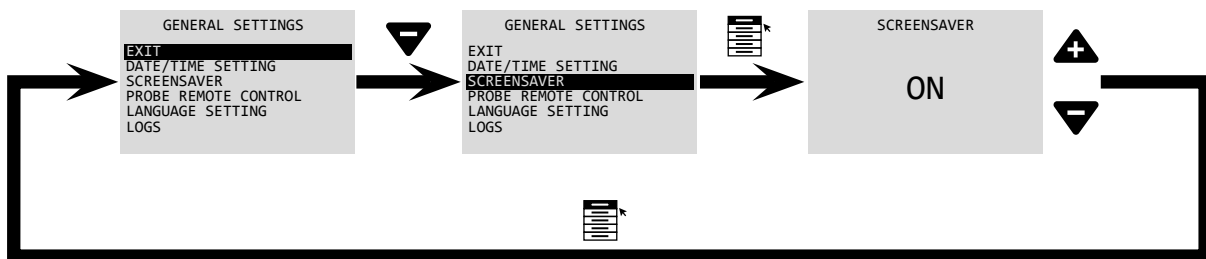 GENERAL SETTINGS
EXIT
DATE/TIME SETTING
SCREENSAVER
PROBE REMOTE CONTROL
LANGUAGE SETTING
LOGS
GENERAL SETTINGS
EXIT
DATE/TIME SETTING
SCREENSAVER
PROBE REMOTE CONTROL
LANGUAGE SETTING
LOGS
SCREENSAVER
ON